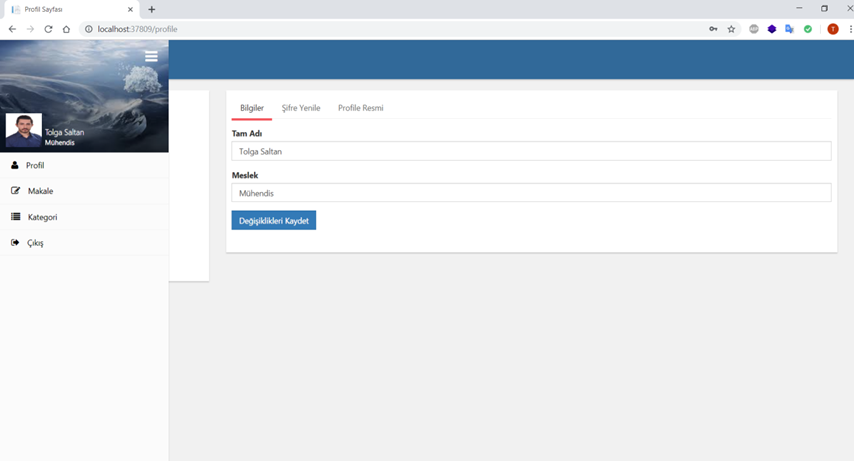 Profil Sayfası
localhost:37809/profile
T
Tolga Saltan
Mühendis
Profil
Makale
Kategori
Çıkış
Bilgiler Şifre Yenile Profile Resmi
Tam Adı
Tolga Saltan
Meslek
Mühendis
Değişiklikleri Kaydet